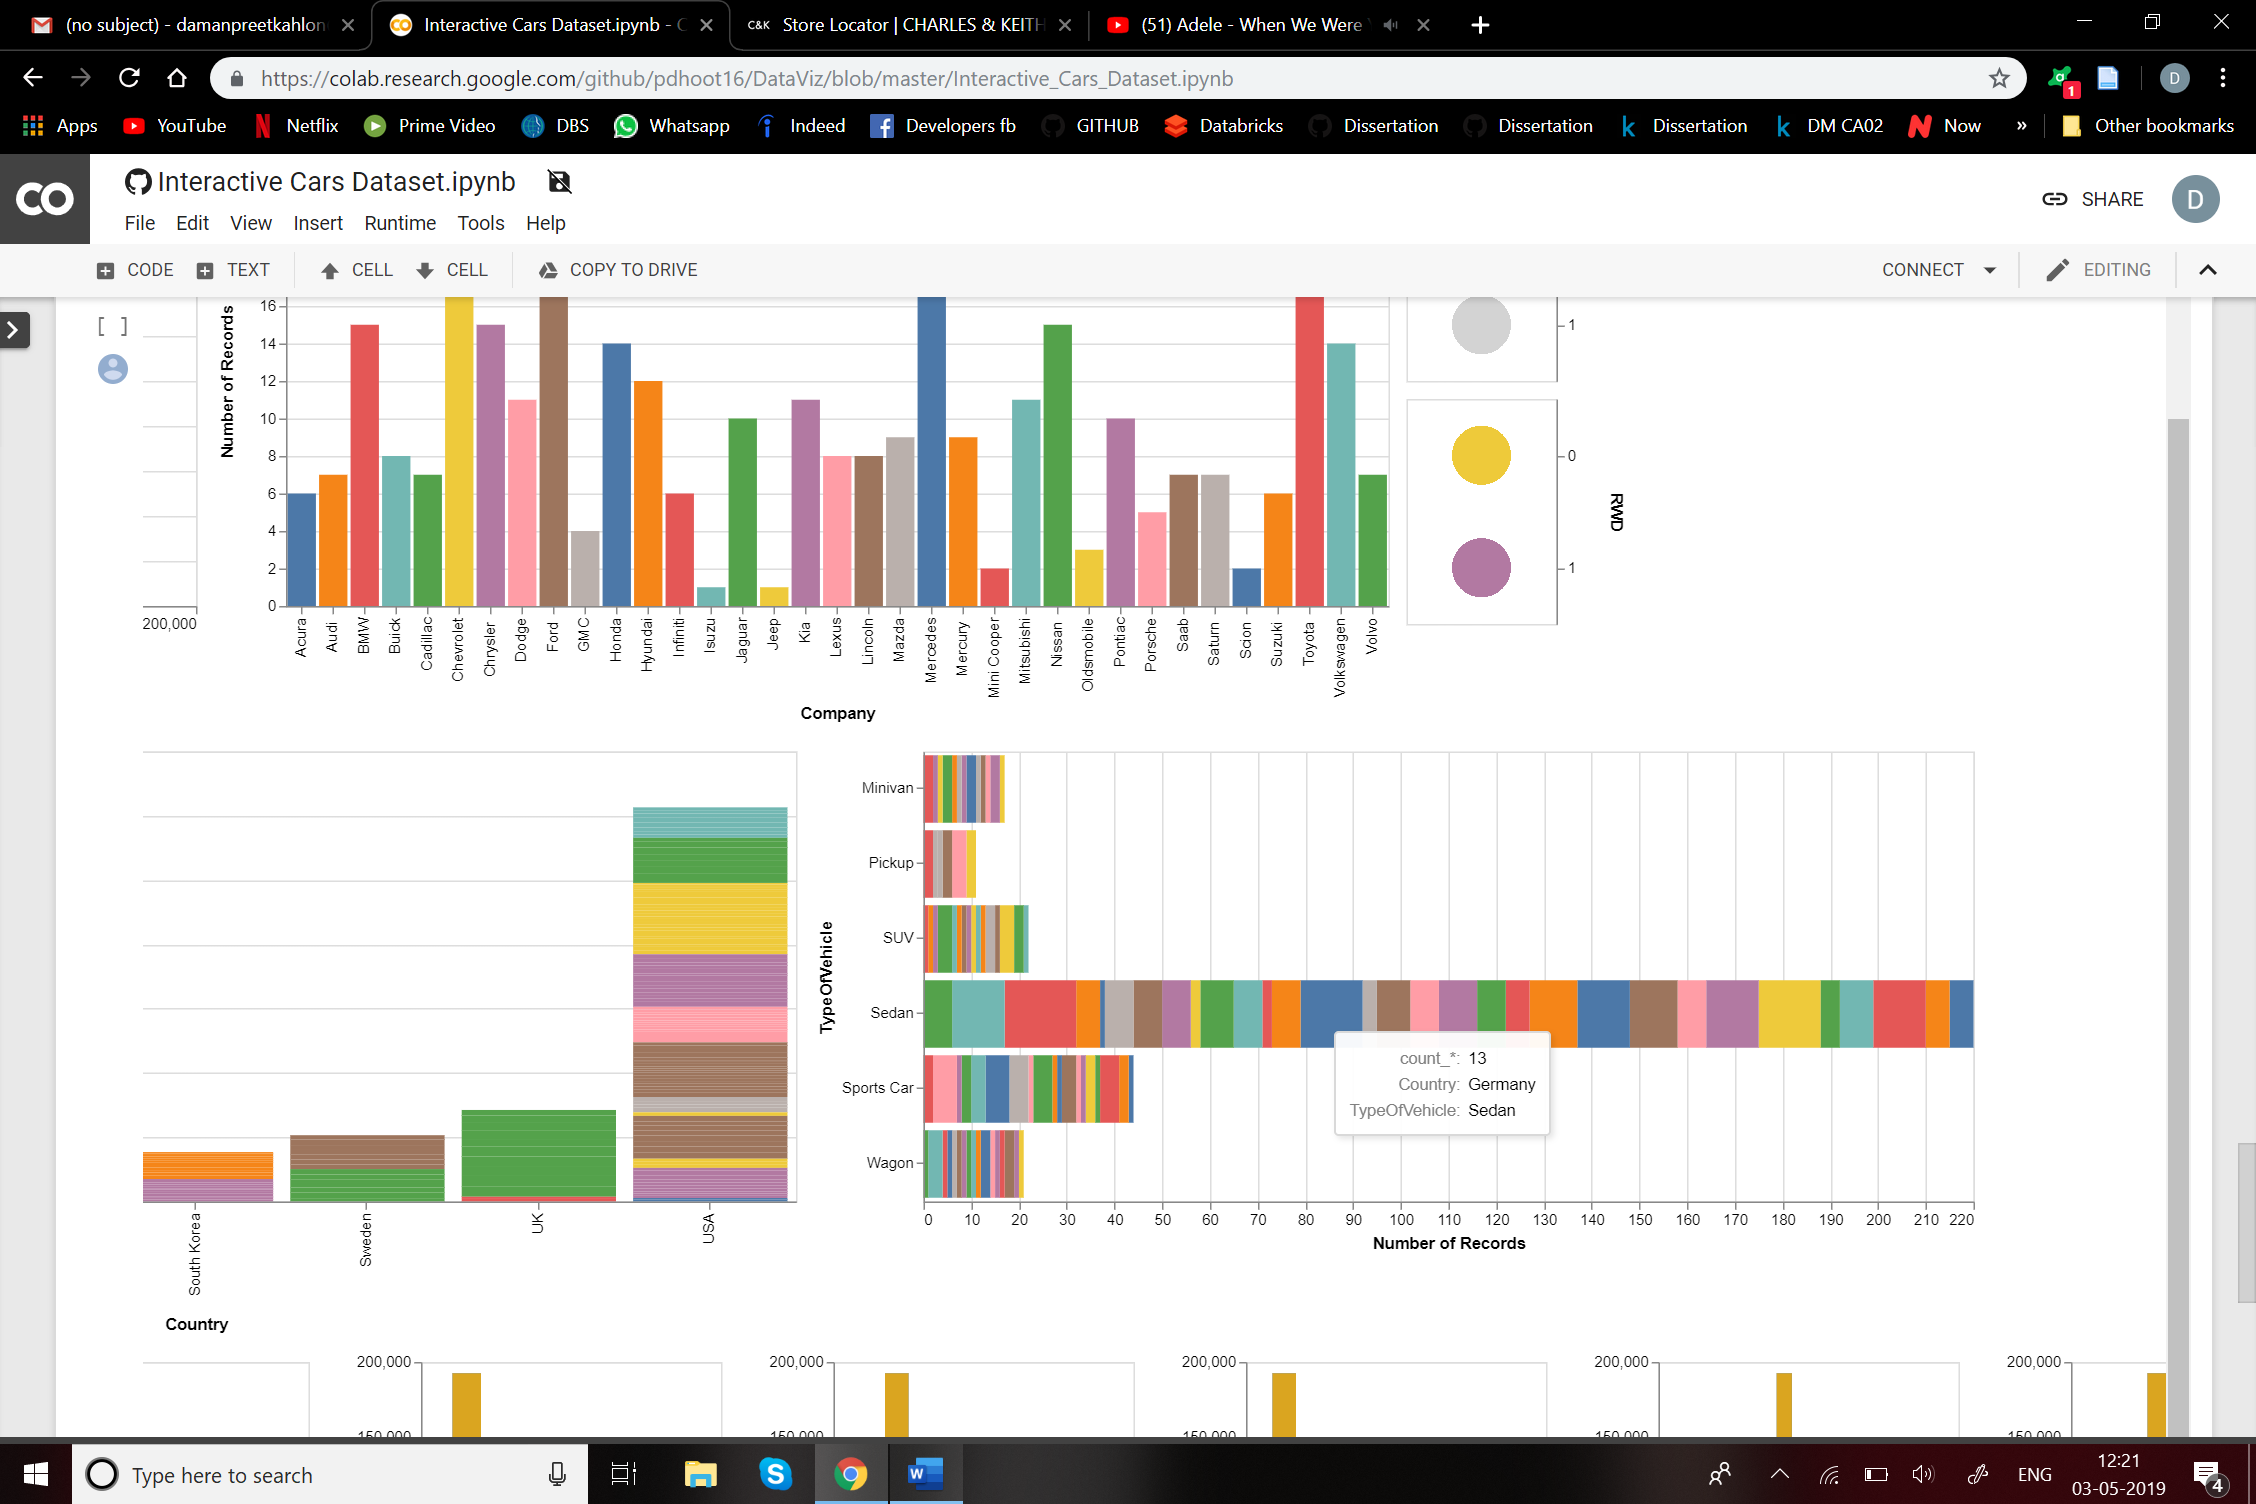 (no subject) - damanpreetkahlon
Interactive Cars Dataset.ipynb - C
C&K Store Locator | CHARLES & KEITH
(51) Adele - When We Were
https://colab.research.google.com/github/pdhoot16/DataViz/blob/master/Interactive_Cars_Dataset.ipynb
1
D
Apps YouTube Netflix Prime Video DBS Whatsapp Indeed Developers fb GITHUB Databricks Dissertation Dissertation k Dissertation k DM CA02 N Now » Other bookmarks
CO
Interactive Cars Dataset.ipynb
SHARE
D
File Edit View Insert Runtime Tools Help
CODE TEXT CELL CELL COPY TO DRIVE CONNECT EDITING
[ ]
200,000
Number of Records
16
14
12
10
8
6
4
2
0
Acura
Audi
BMW
Buick
Cadillac
Chevrolet
Chrysler
Dodge
Ford
GMC
Honda
Hyundai
Infiniti
Isuzu
Jaguar
Jeep
Kia
Lexus
Lincoln
Mazda
Mercedes
Mercury
Mini Cooper
Mitsubishi
Nissan
Oldsmobile
Pontiac
Porsche
Saab
Saturn
Scion
Suzuki
Toyota
Volkswagen
Volvo
Company
1
0
1
RWD
South Korea
Sweden
UK
USA
Country
TypeOfVehicle
Minivan
Pickup
SUV
Sedan
Sports Car
Wagon
count_*: 13
Country: Germany
TypeOfVehicle: Sedan
0 10 20 30 40 50 60 70 80 90 100 110 120 130 140 150 160 170 180 190 200 210 220
Number of Records
200,000 200,000 200,000 200,000 200,000
150,000 150,000 150,000 150,000 150,000
Type here to search
ENG
12:21
03-05-2019
4